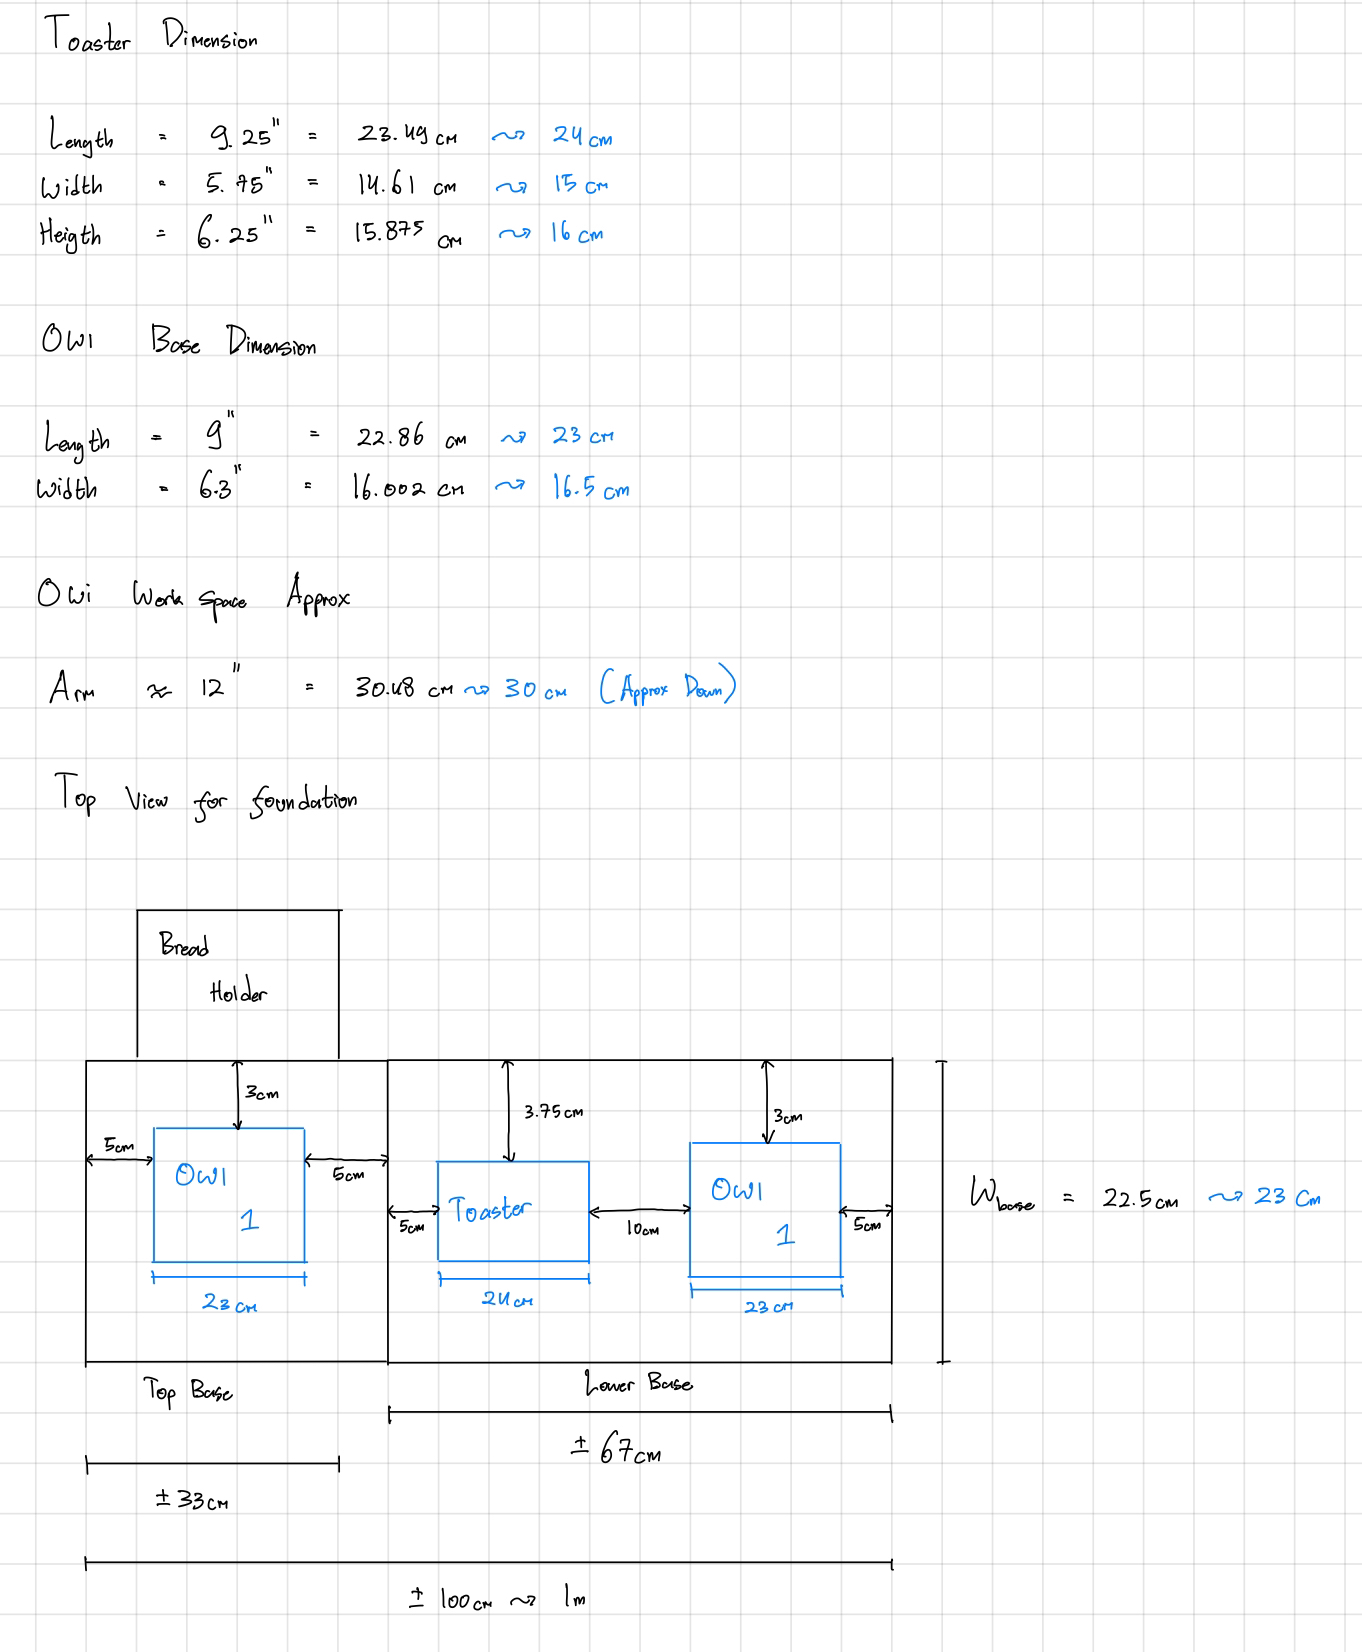 Toaster Dimension
Length = 9.25" = 23.49 cm ⤳ 24 cm
Width = 5.75" = 14.61 cm ⤳ 15 cm
Heigth = 6.25" = 15.875 cm ⤳ 16 cm
OWI Base Dimension
Length = 9" = 22.86 cm ⤳ 23 cm
Width = 6.3" = 16.002 cm ⤳ 16.5 cm
Owi Work space Approx
Arm ≈ 12" = 30.48 cm ⤳ 30 cm (Approx Down)
Top View for foundation
Bread
Holder
3cm
3.75cm
3cm
5cm
OWI
1
5cm
5cm
Toaster
10cm
OWI
1
5cm
W base = 22.5cm ⤳ 23 Cm
23 cm
24 cm
23 cm
Top Base
Lower Base
± 67cm
± 33cm
± 100cm ⤳ 1m